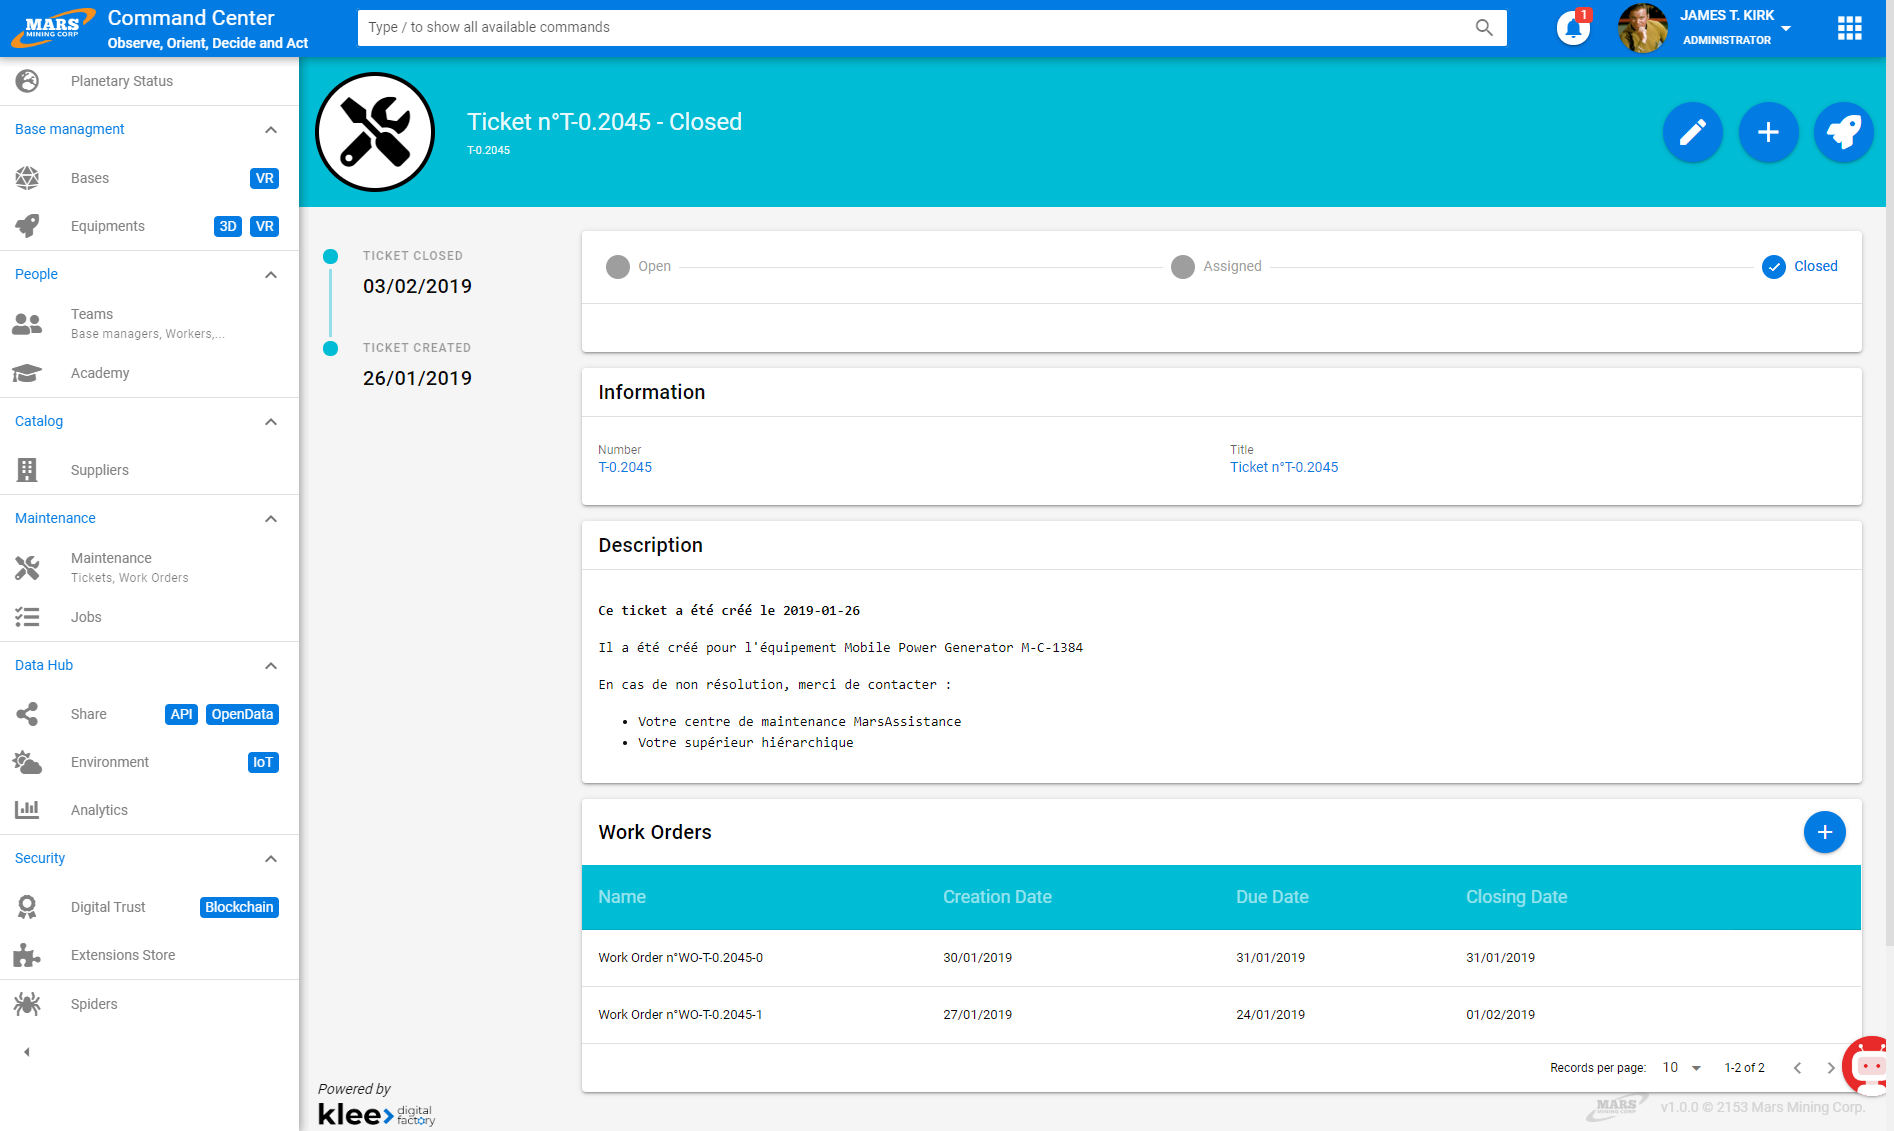 MARS
MINING CORP
Command Center
Observe, Orient, Decide and Act
Type / to show all available commands
1
JAMES T. KIRK
ADMINISTRATOR
Planetary Status
Base managment
Bases
VR
Equipments
3D VR
People
Teams
Base managers, Workers,...
Academy
Catalog
Suppliers
Maintenance
Maintenance
Tickets, Work Orders
Jobs
Data Hub
Share
API OpenData
Environment
IoT
Analytics
Security
Digital Trust
Blockchain
Extensions Store
Spiders
Ticket n°T-0.2045 - Closed
T-0.2045
TICKET CLOSED
03/02/2019
TICKET CREATED
26/01/2019
Open
Assigned
Closed
Information
Number
T-0.2045
Title
Ticket n°T-0.2045
Description
Ce ticket a été créé le 2019-01-26
Il a été créé pour l'équipement Mobile Power Generator M-C-1384
En cas de non résolution, merci de contacter :
• Votre centre de maintenance MarsAssistance
• Votre supérieur hiérarchique
Work Orders
Name Creation Date Due Date Closing Date
Work Order n°WO-T-0.2045-0 30/01/2019 31/01/2019 31/01/2019
Work Order n°WO-T-0.2045-1 27/01/2019 24/01/2019 01/02/2019
Records per page: 10 1-2 of 2
Powered by
klee digital factory
MARS
MINING CORP
v1.0.0 © 2153 Mars Mining Corp.